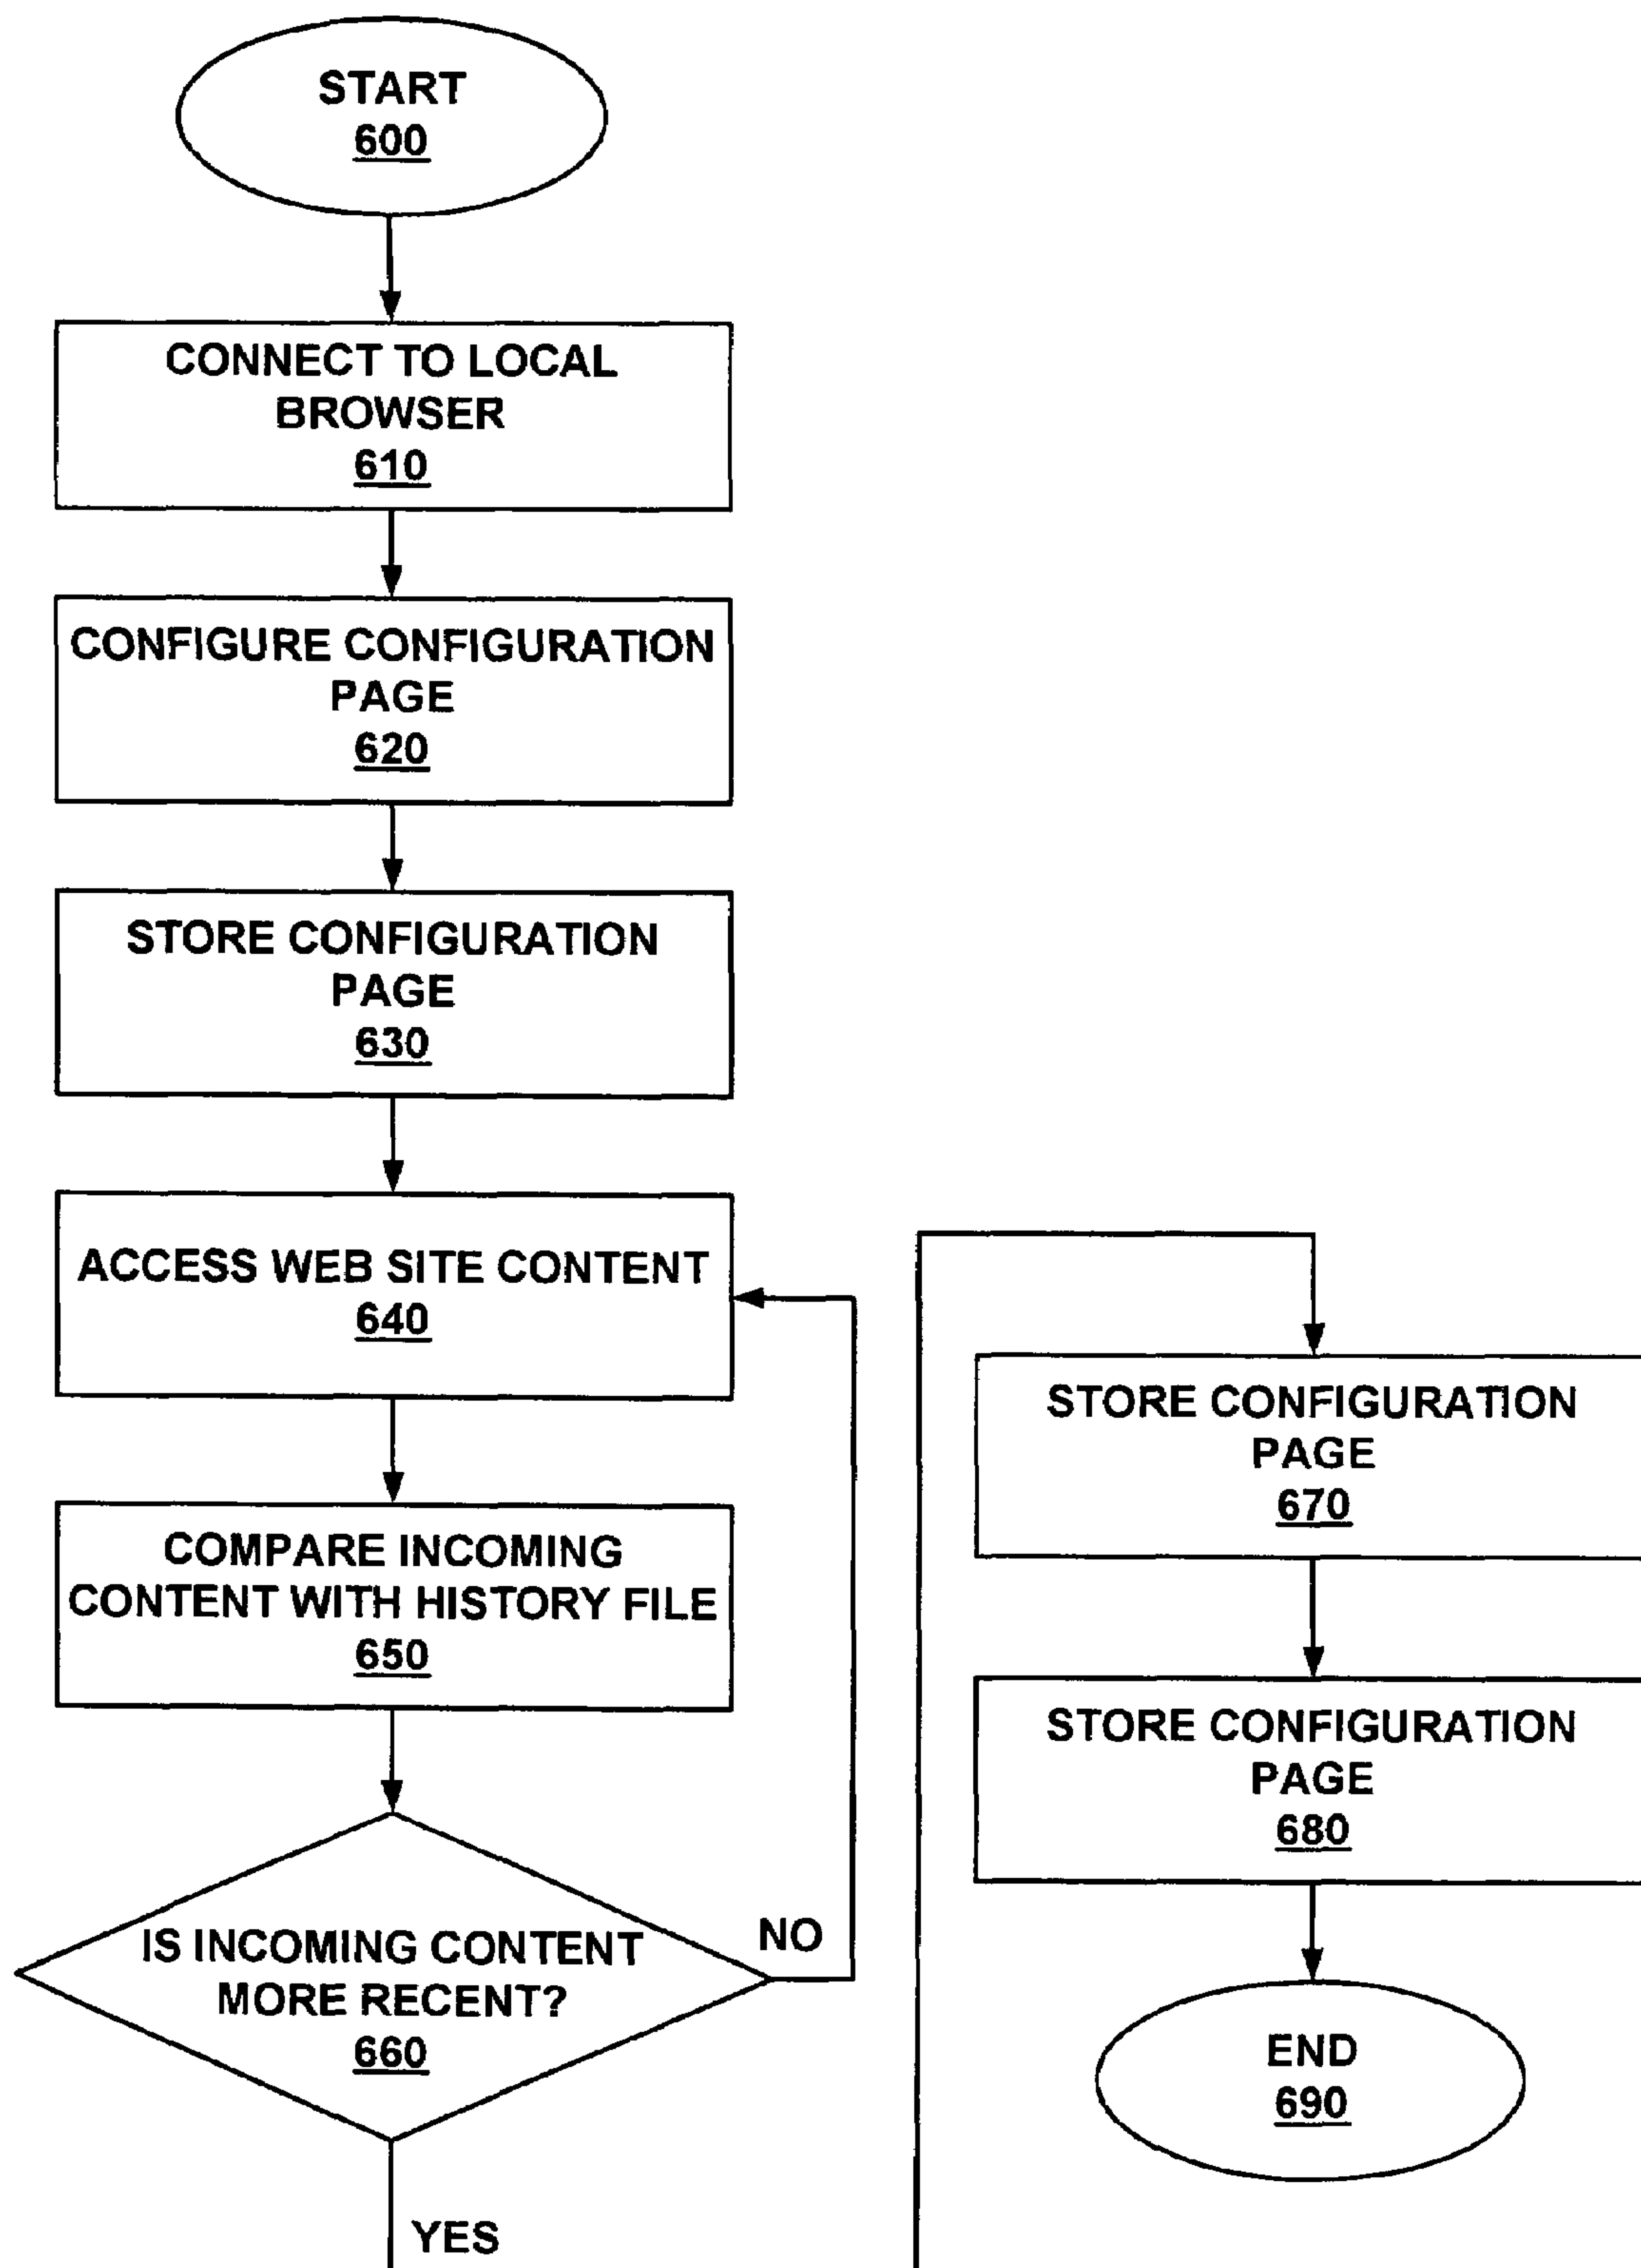 START
600
CONNECT TO LOCAL
BROWSER
610
CONFIGURE CONFIGURATION
PAGE
620
STORE CONFIGURATION
PAGE
630
ACCESS WEB SITE CONTENT
640
COMPARE INCOMING
CONTENT WITH HISTORY FILE
650
IS INCOMING CONTENT
MORE RECENT?
660
NO
YES
STORE CONFIGURATION
PAGE
670
STORE CONFIGURATION
PAGE
680
END
690